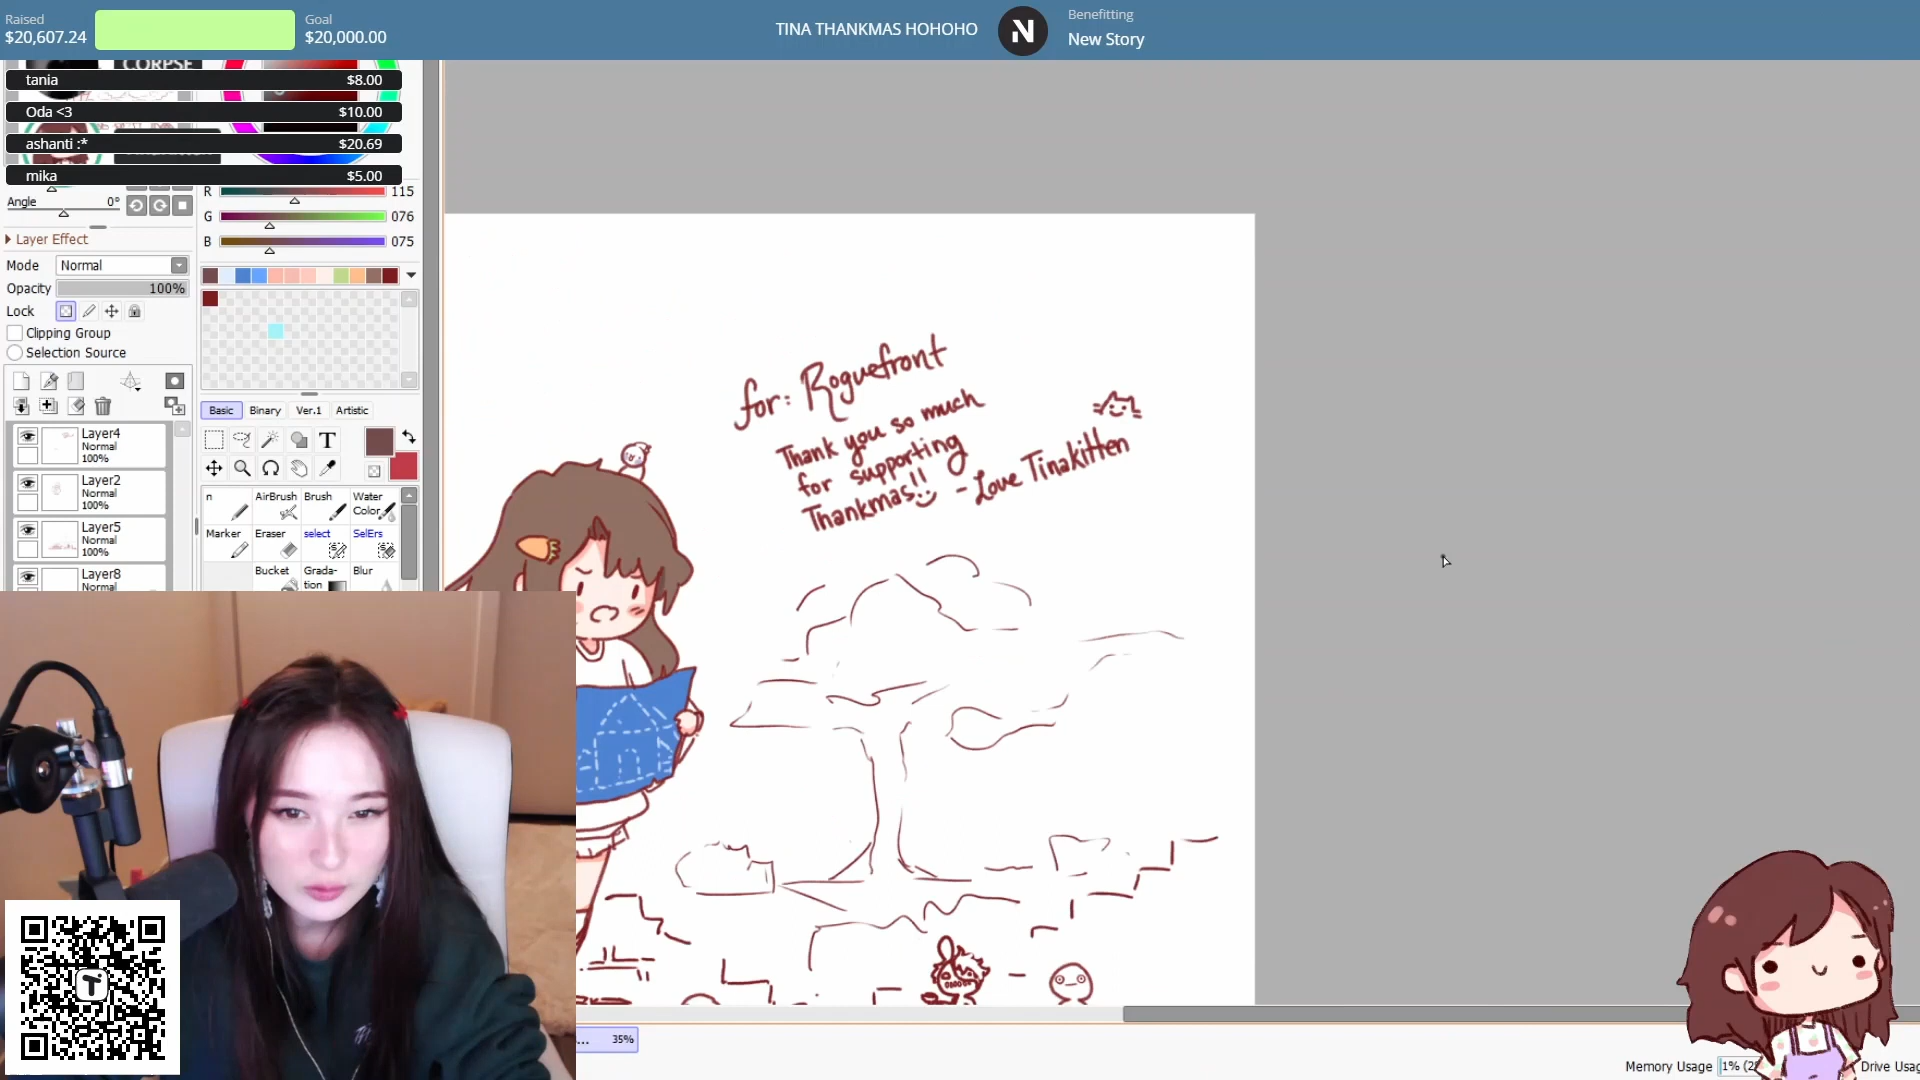 Raised
$20,607.24
Goal
$20,000.00
TINA THANKMAS HOHOHO
N
Benefitting
New Story
CORPSE
tania $8.00
Oda <3 $10.00
ashanti :* $20.69
mika $5.00
Angle 0°
R 115
G 076
B 075
Layer Effect
Mode Normal
Opacity 100%
Lock
Clipping Group
Selection Source
Basic Binary Ver.1 Artistic
T
Layer4
Normal
100%
Layer2
Normal
100%
Layer5
Normal
100%
Layer8
Normal
n AirBrush Brush Water
Color
Marker Eraser select SelErs
Bucket Grada- Blur
tion
for: Roguefront
Thank you so much
for supporting
Thankmas!!
- Love Tinakitten
... 35%
Memory Usage 1% (2
Drive Usag